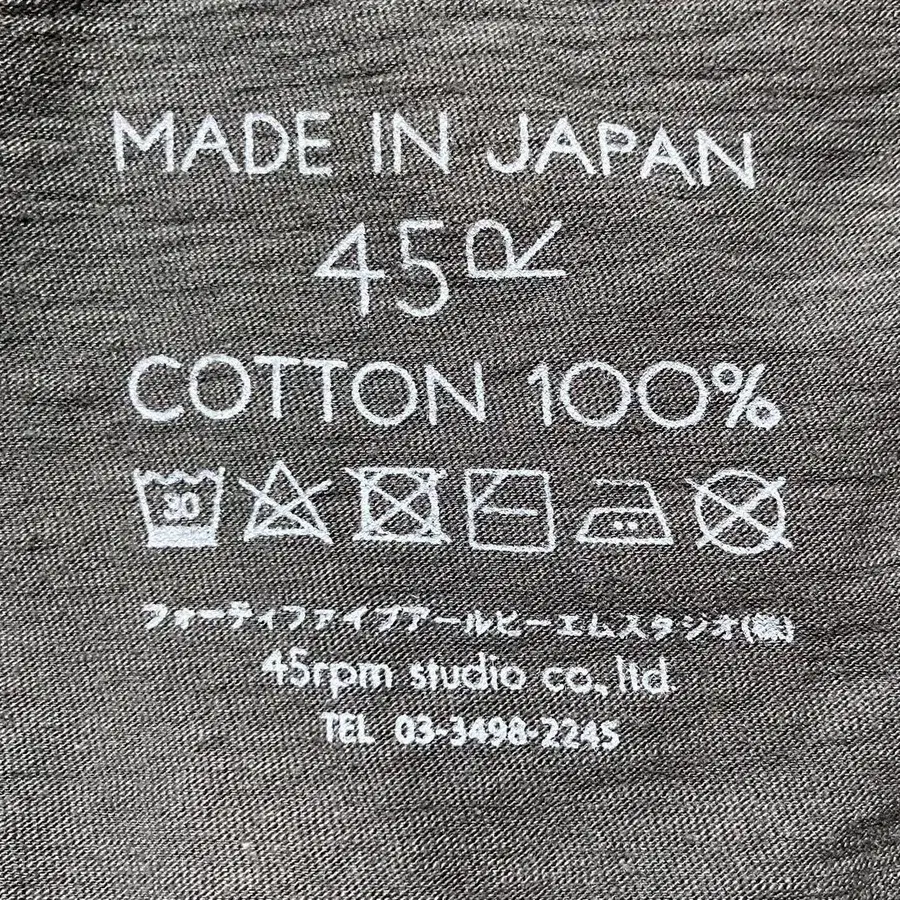 MADE IN JAPAN
45R
COTTON 100%
30
フォーティファイブアールピーエムスタジオ(株)
45rpm studio co., ltd.
TEL 03-3498-2245